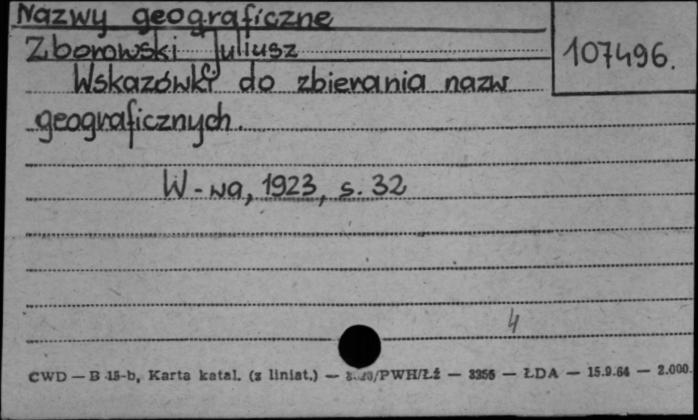 Nazwy geograficzne
Zborowski Juliusz
107496.
Wskazówki do zbierania nazw
geograficznych.
W-wa, 1923, s. 32
4
CWD — B 15-b, Karta katal. (z liniat.) — /PWH/Łż — 3356 — ŁDA — 15.9.64 — 2.000.